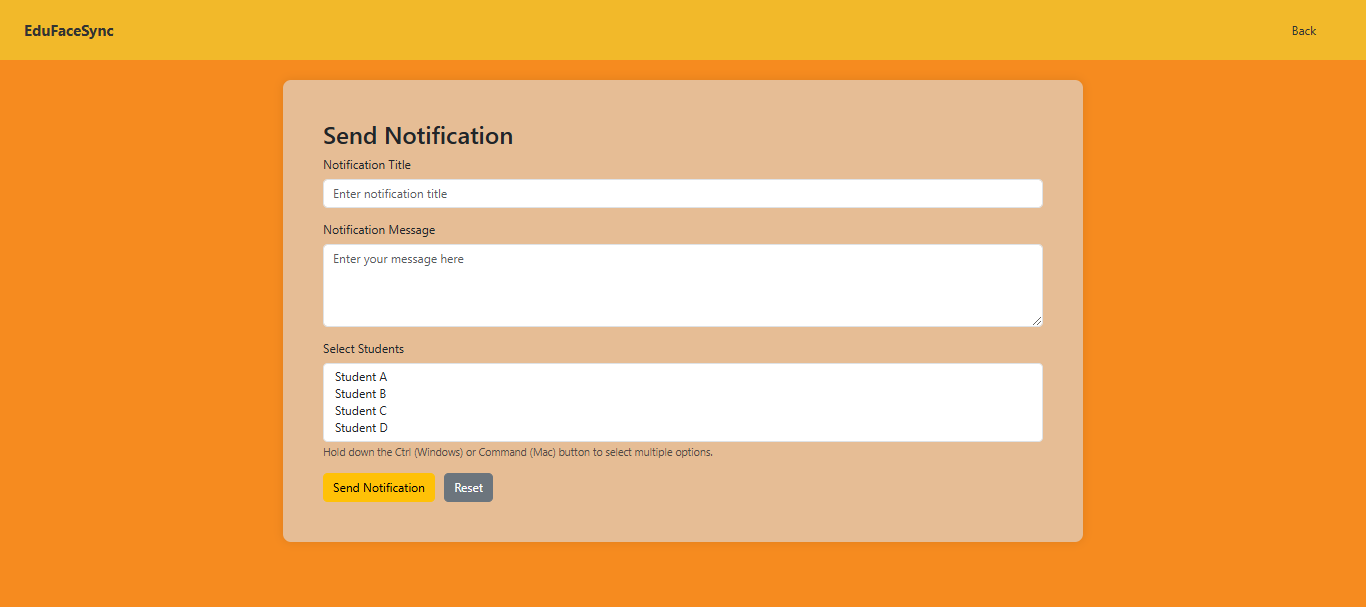 EduFaceSync
Back
Send Notification
Notification Title
Enter notification title
Notification Message
Enter your message here
Select Students
Student A
Student B
Student C
Student D
Hold down the Ctrl (Windows) or Command (Mac) button to select multiple options.
Send Notification
Reset